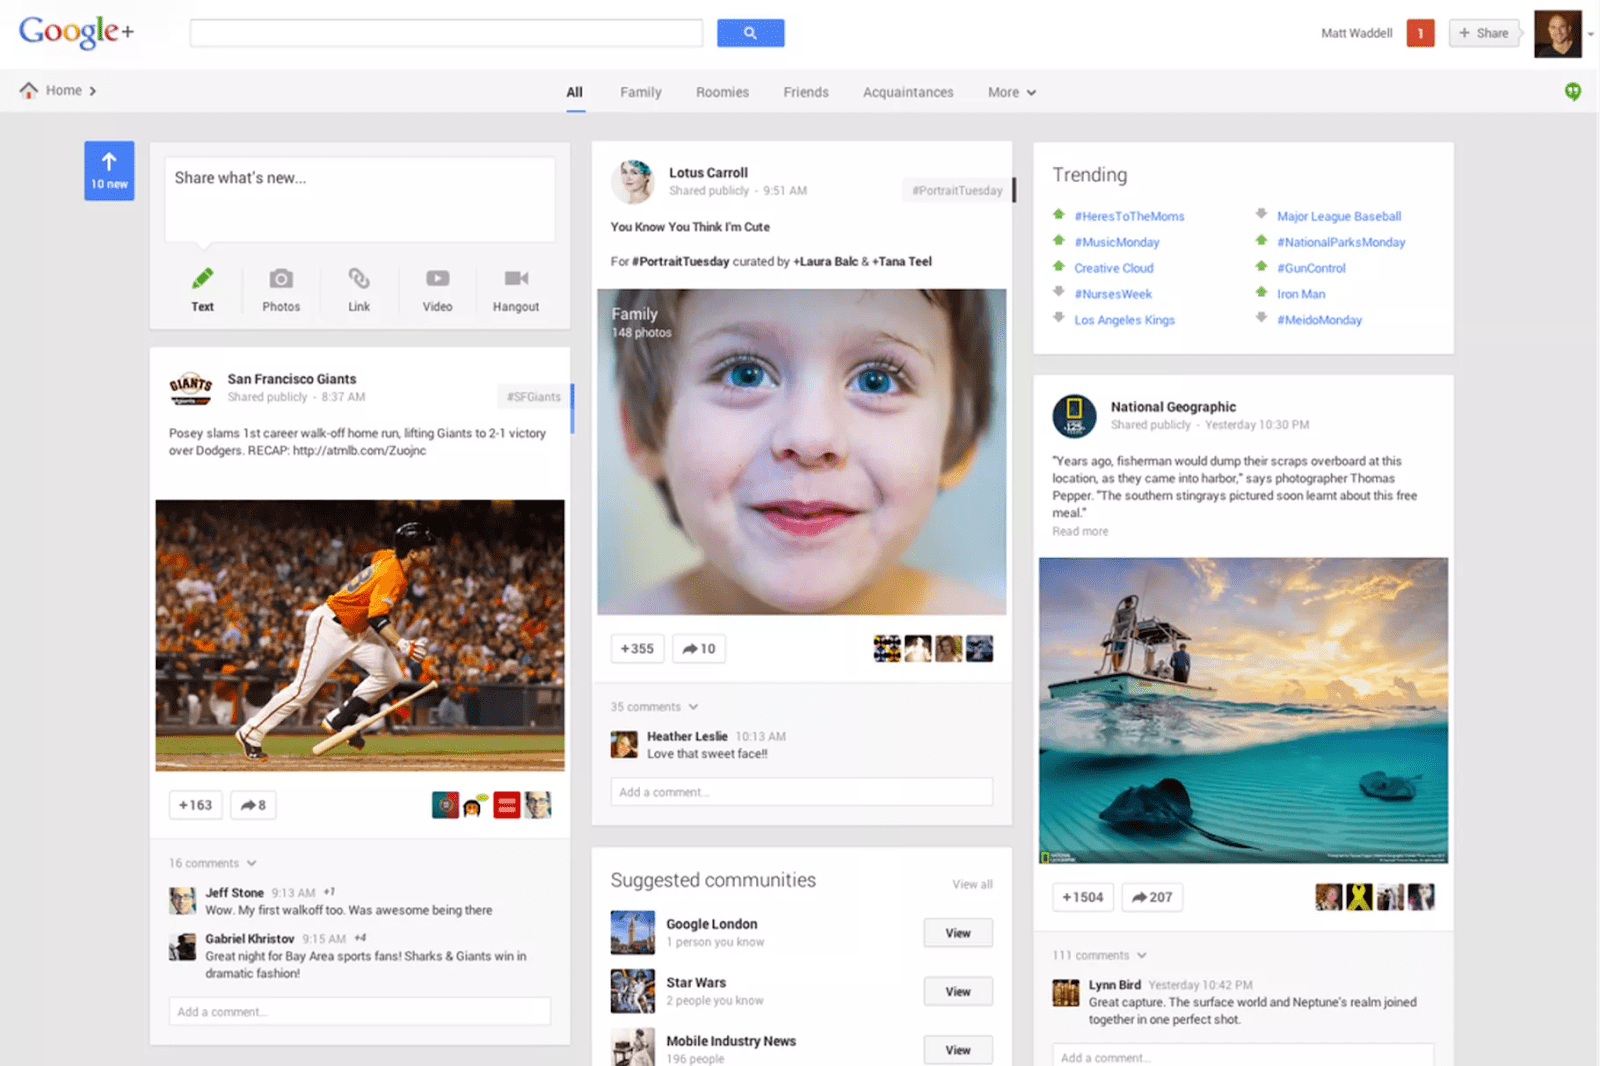 Google+
Matt Waddell
1
+ Share
Home
All
Family
Roomies
Friends
Acquaintances
More
10 new
Share what's new...
Text
Photos
Link
Video
Hangout
GIANTS
San Francisco Giants
Shared publicly - 8:37 AM
#SFGiants
Posey slams 1st career walk-off home run, lifting Giants to 2-1 victory
over Dodgers. RECAP: http://atmlb.com/Zuojnc
+163
8
16 comments
Jeff Stone 9:13 AM +1
Wow. My first walkoff too. Was awesome being there
Gabriel Khristov 9:15 AM +4
Great night for Bay Area sports fans! Sharks & Giants win in
dramatic fashion!
Add a comment...
Lotus Carroll
Shared publicly - 9:51 AM
#PortraitTuesday
You Know You Think I'm Cute
For #PortraitTuesday curated by +Laura Balc & +Tana Teel
Family
148 photos
+355
10
35 comments
Heather Leslie 10:13 AM
Love that sweet face!!
Add a comment...
Suggested communities
View all
Google London
1 person you know
View
Star Wars
2 people you know
View
Mobile Industry News
196 people
View
Trending
#HeresToTheMoms
#MusicMonday
Creative Cloud
#NursesWeek
Los Angeles Kings
Major League Baseball
#NationalParksMonday
#GunControl
Iron Man
#MeidoMonday
125
National Geographic
Shared publicly - Yesterday 10:30 PM
"Years ago, fisherman would dump their scraps overboard at this
location, as they came into harbor," says photographer Thomas
Pepper. "The southern stingrays pictured soon learnt about this free
meal."
Read more
NATIONAL
GEOGRAPHIC
+1504
207
111 comments
Lynn Bird Yesterday 10:42 PM
Great capture. The surface world and Neptune's realm joined
together in one perfect shot.
Add a comment...